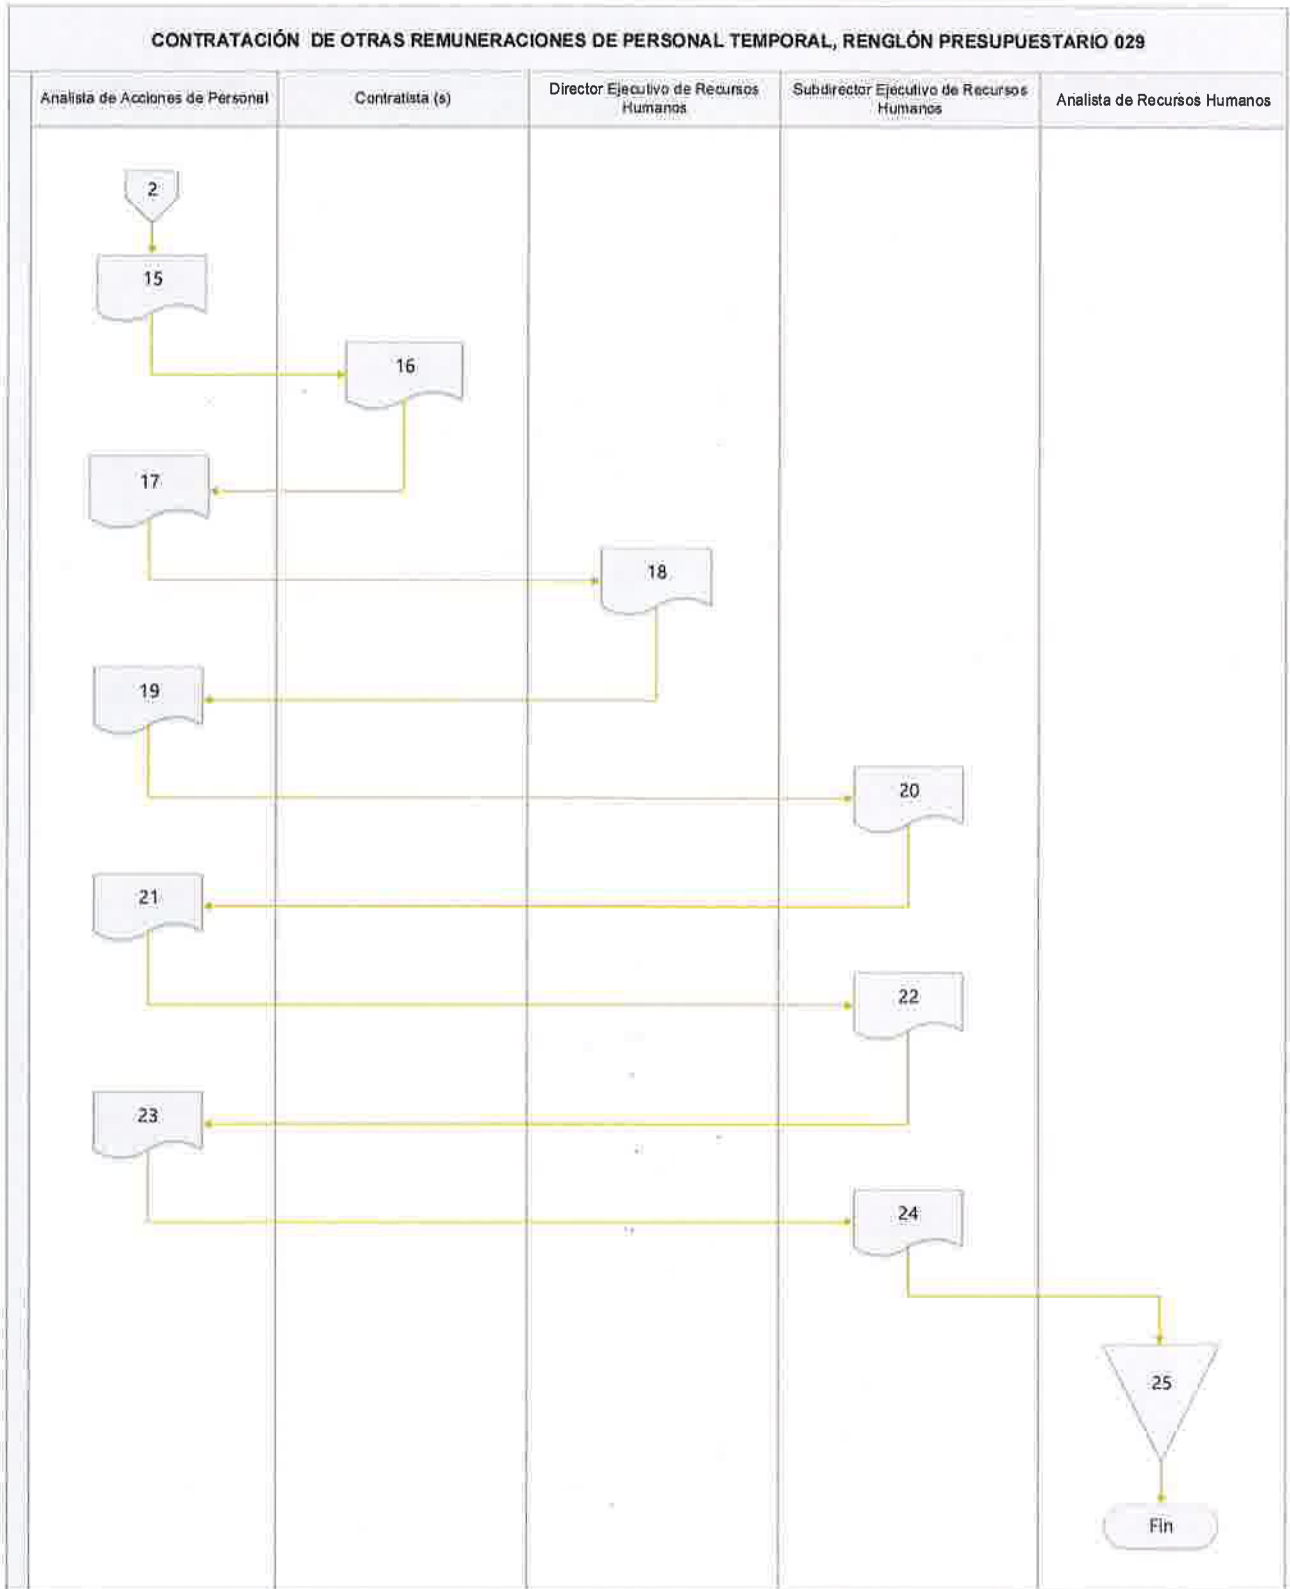 CONTRATACIÓN DE OTRAS REMUNERACIONES DE PERSONAL TEMPORAL, RENGLÓN PRESUPUESTARIO 029
Analista de Acciones de Personal
Contratista (s)
Director Ejecutivo de Recursos
Humanos
Subdirector Ejecutivo de Recursos
Humanos
Analista de Recursos Humanos
2
15
16
17
18
19
20
21
22
23
24
25
Fin